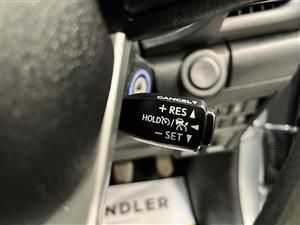 CANCEL
+ RES ▲
HOLD / ◀
− SET ▼
NDLER